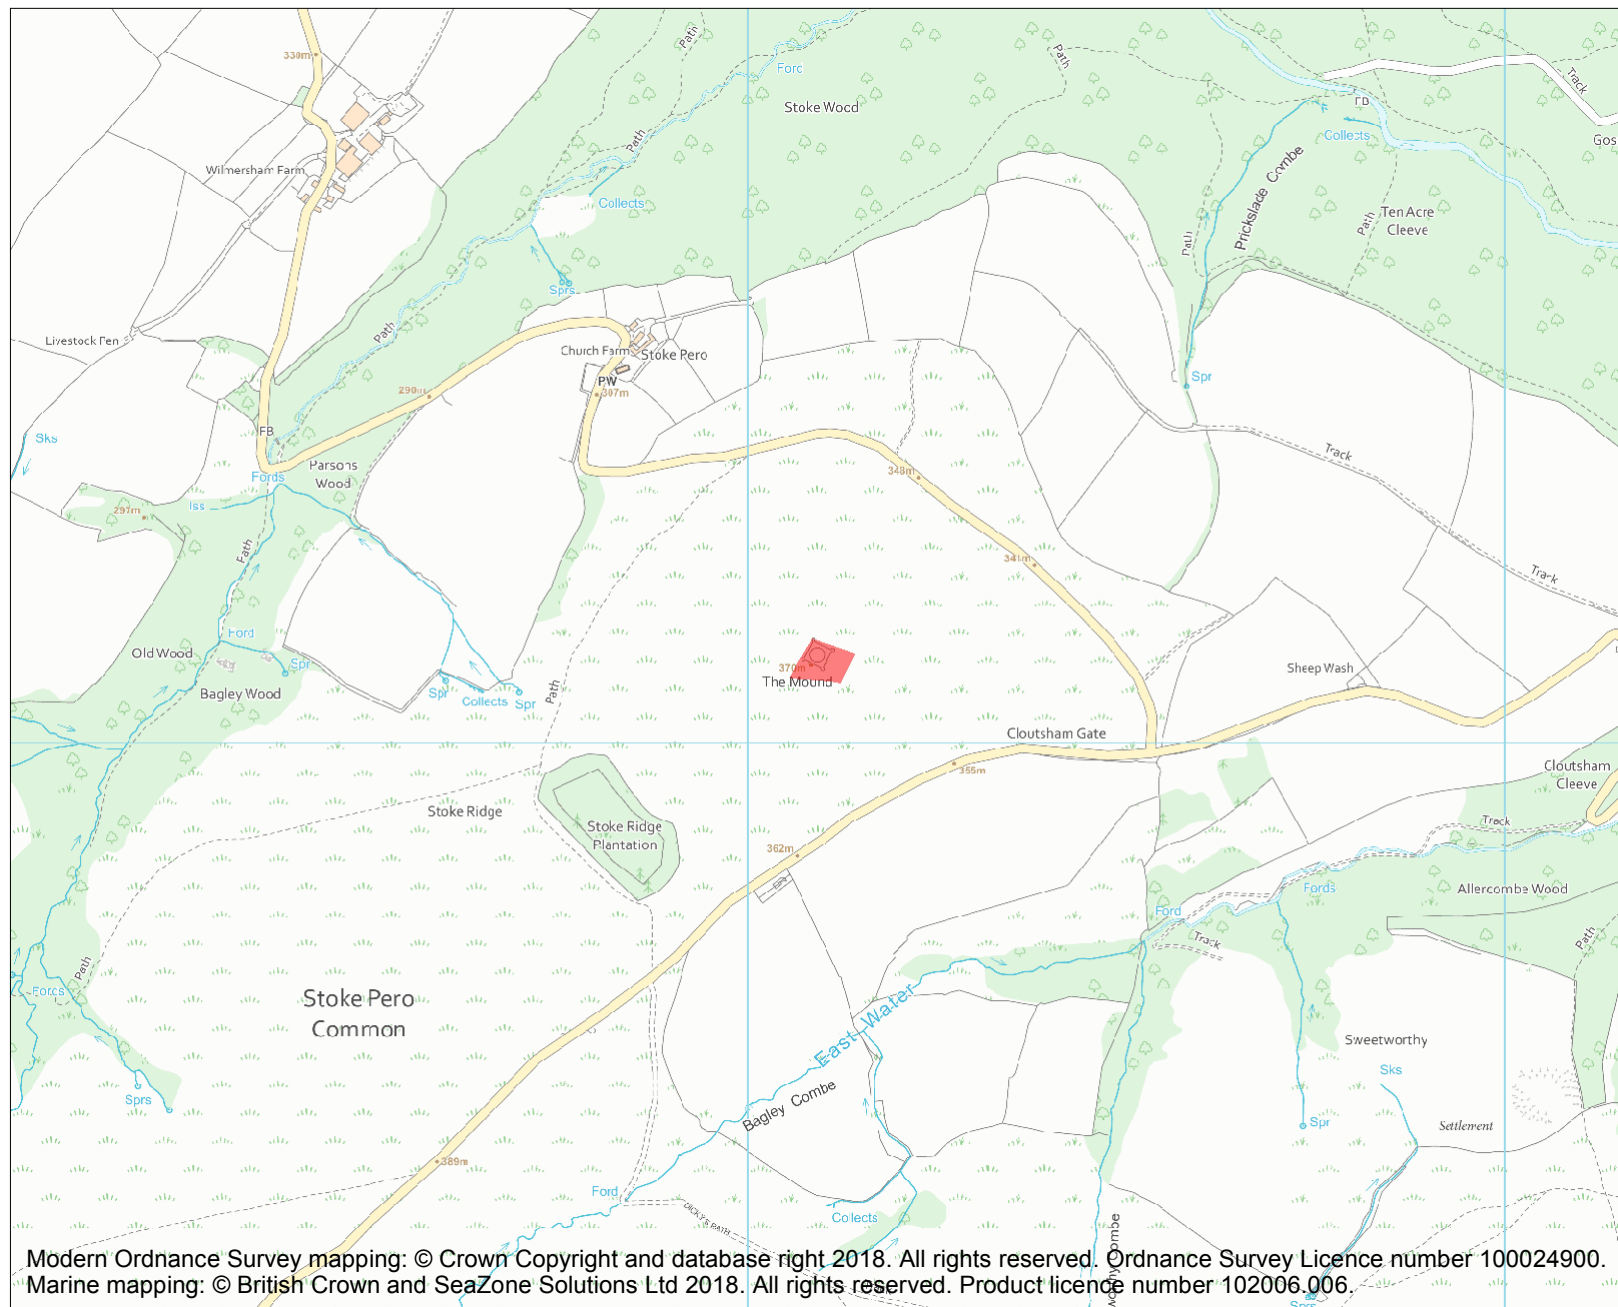 330m
Path
Ford
Stoke Wood
Path
Track
FB
Collects
Gos
Path
Wilmersham Farm
Prickslade Combe
Collects
Ten Acre
Cleeve
Path
Path
Sprs
Path
Livestock Pen
Church Farm
Stoke Pero
PW
307m
290m
Spr
FB
Sks
Parsons
Wood
Fords
Track
348m
Iss
297m
Path
341m
Track
Ford
Old Wood
Spr
Bagley Wood
Spr
Collects
Spr
Path
370m
The Mound
Sheep Wash
Cloutsham Gate
355m
Cloutsham
Cleeve
Stoke Ridge
Stoke Ridge
Plantation
Track
362m
Fords
Allercombe Wood
Ford
Track
Path
Path
Stoke Pero
Common
East Water
Sweetworthy
Sks
Bagley Combe
Sprs
Spr
Settlement
389m
Ford
DICKY'S PATH
Collects
Modern Ordnance Survey mapping: © Crown Copyright and database right 2018. All rights reserved. Ordnance Survey Licence number 100024900.
Marine mapping: © British Crown and SeaZone Solutions Ltd 2018. All rights reserved. Product licence number 102006.006.
Sprs